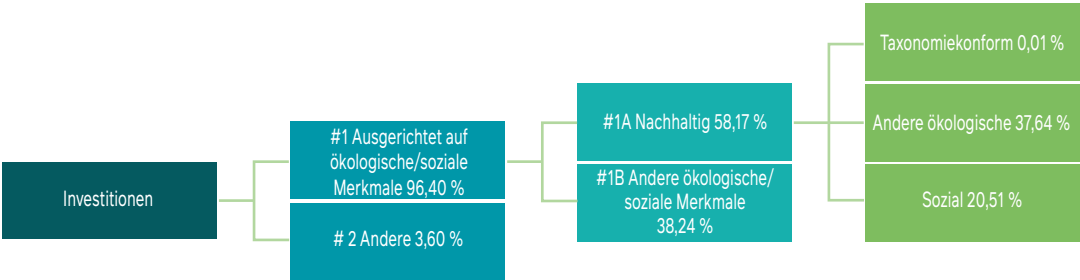 Investitionen
#1 Ausgerichtet auf
ökologische/soziale
Merkmale 96,40 %
# 2 Andere 3,60 %
#1A Nachhaltig 58,17 %
#1B Andere ökologische/
soziale Merkmale
38,24 %
Taxonomiekonform 0,01 %
Andere ökologische 37,64 %
Sozial 20,51 %